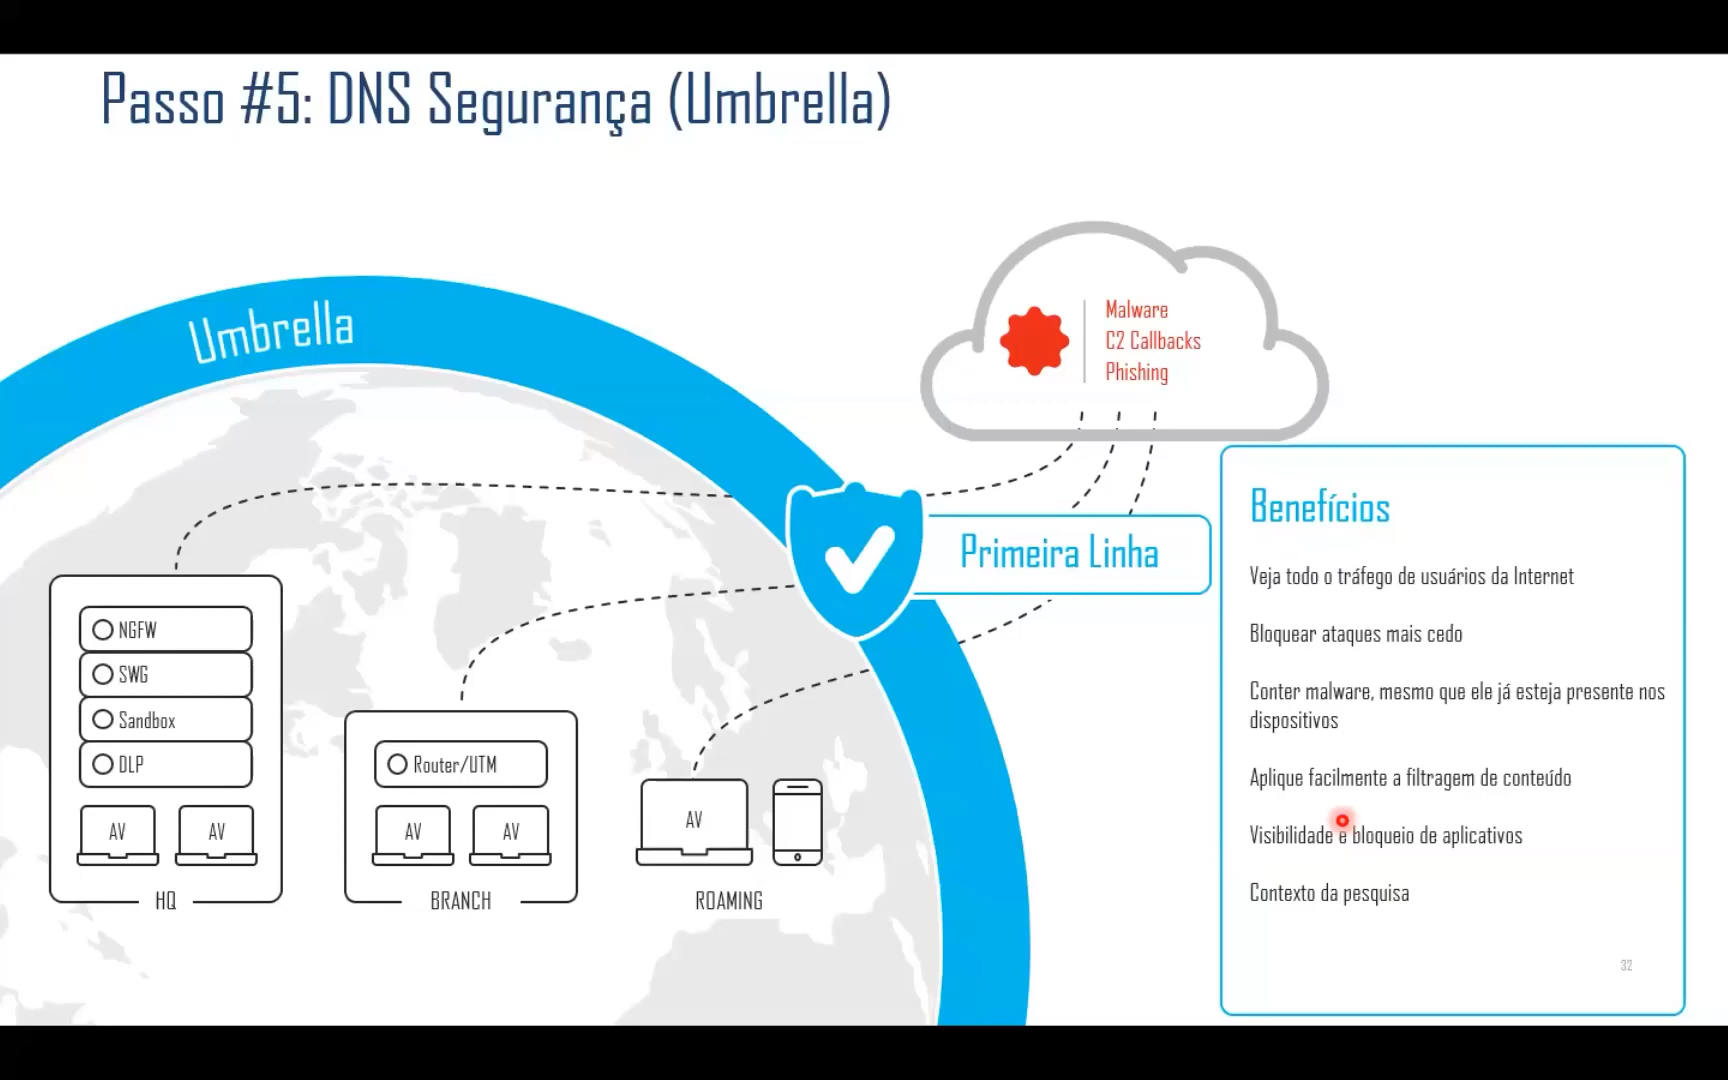 Passo #5: DNS Segurança (Umbrella)
Umbrella
Malware
C2 Callbacks
Phishing
Primeira Linha
NGFW
SWG
Sandbox
DLP
AV
AV
HQ
Router/UTM
AV
AV
BRANCH
AV
ROAMING
Benefícios
Veja todo o tráfego de usuários da Internet
Bloquear ataques mais cedo
Conter malware, mesmo que ele já esteja presente nos
dispositivos
Aplique facilmente a filtragem de conteúdo
Visibilidade e bloqueio de aplicativos
Contexto da pesquisa
32